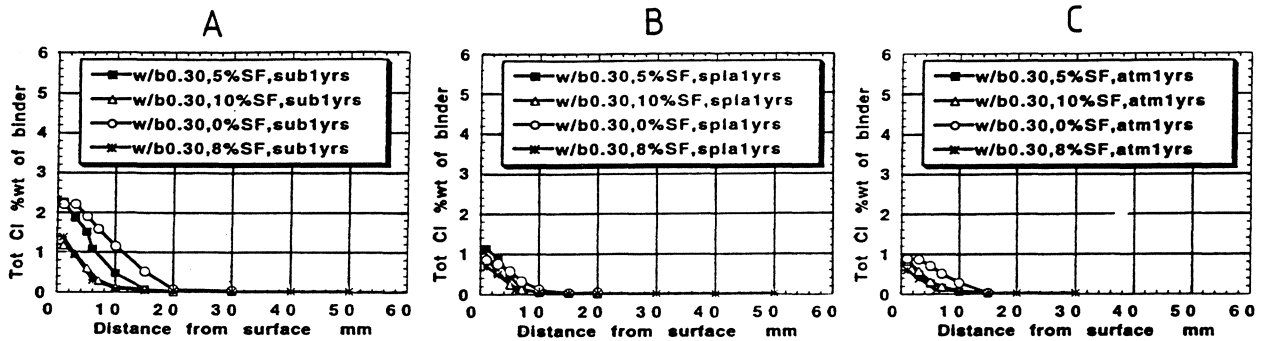 A
6
5
4
3
2
1
0
Tot Cl %wt of binder
w/b0.30,5%SF,sub1yrs
w/b0.30,10%SF,sub1yrs
w/b0.30,0%SF,sub1yrs
w/b0.30,8%SF,sub1yrs
0 10 20 30 40 50 60
Distance from surface mm
B
6
5
4
3
2
1
0
Tot Cl %wt of binder
w/b0.30,5%SF,spla1yrs
w/b0.30,10%SF,spla1yrs
w/b0.30,0%SF,spla1yrs
w/b0.30,8%SF,spla1yrs
0 10 20 30 40 50 60
Distance from surface mm
C
6
5
4
3
2
1
0
Tot Cl %wt of binder
w/b0.30,5%SF,atm1yrs
w/b0.30,10%SF,atm1yrs
w/b0.30,0%SF,atm1yrs
w/b0.30,8%SF,atm1yrs
0 10 20 30 40 50 60
Distance from surface mm